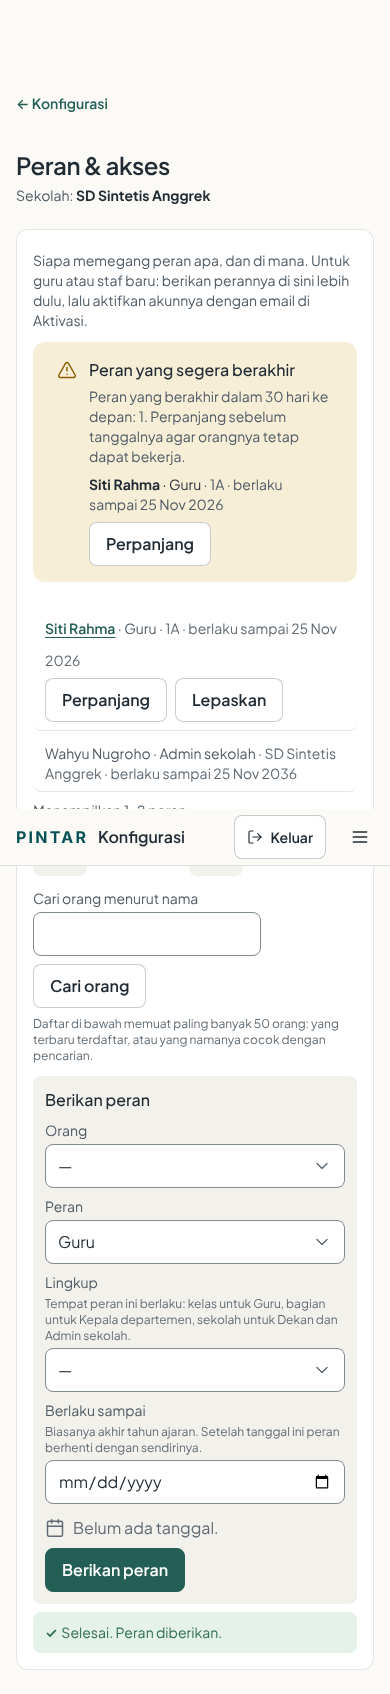 ← Konfigurasi
Peran & akses
Sekolah: SD Sintetis Anggrek
Siapa memegang peran apa, dan di mana. Untuk
guru atau staf baru: berikan perannya di sini lebih
dulu, lalu aktifkan akunnya dengan email di
Aktivasi.
Peran yang segera berakhir
Peran yang berakhir dalam 30 hari ke
depan: 1. Perpanjang sebelum
tanggalnya agar orangnya tetap
dapat bekerja.
Siti Rahma · Guru · 1A · berlaku
sampai 25 Nov 2026
Perpanjang
Siti Rahma · Guru · 1A · berlaku sampai 25 Nov
2026
Perpanjang Lepaskan
Wahyu Nugroho · Admin sekolah · SD Sintetis
Anggrek · berlaku sampai 25 Nov 2036
PINTAR Konfigurasi Keluar
Cari orang menurut nama
Cari orang
Daftar di bawah memuat paling banyak 50 orang: yang
terbaru terdaftar, atau yang namanya cocok dengan
pencarian.
Berikan peran
Orang
—
Peran
Guru
Lingkup
Tempat peran ini berlaku: kelas untuk Guru, bagian
untuk Kepala departemen, sekolah untuk Dekan dan
Admin sekolah.
—
Berlaku sampai
Biasanya akhir tahun ajaran. Setelah tanggal ini peran
berhenti dengan sendirinya.
mm/dd/yyyy
Belum ada tanggal.
Berikan peran
✓ Selesai. Peran diberikan.